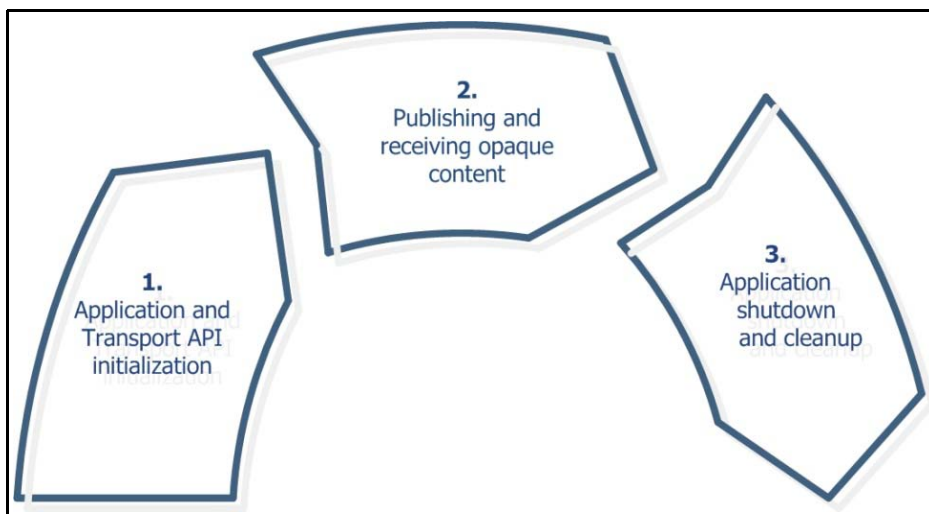 1.
Application and
Transport API
initialization
2.
Publishing and
receiving opaque
content
3.
Application
shutdown
and cleanup